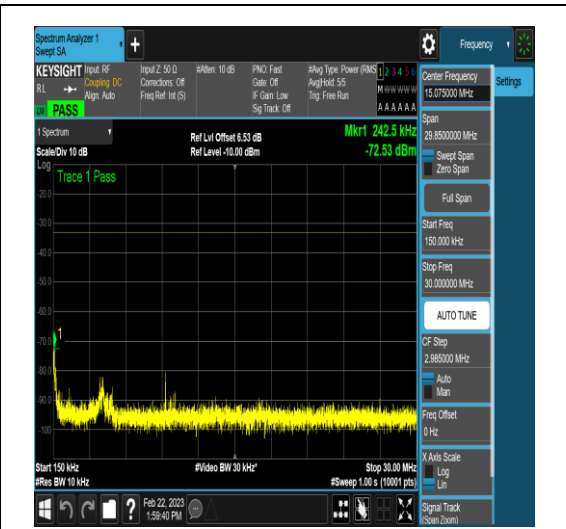 Spectrum Analyzer 1
Swept SA
+
Frequency
KEYSIGHT
Input: RF
Input Z: 50 Ω
#Atten: 10 dB
PNO: Fast
#Avg Type: Power (RMS
1 2 3 4 5 6
RL
Coupling: DC
Corrections: Off
Gate: Off
Avg|Hold: 5/5
M W W W W W
Align: Auto
Freq Ref: Int (S)
IF Gain: Low
Trig: Free Run
Sig Track: Off
A A A A A A
PASS
1 Spectrum
Ref Lvl Offset 6.53 dB
Mkr1 242.5 kHz
Scale/Div 10 dB
Ref Level -10.00 dBm
-72.53 dBm
Log
Trace 1 Pass
-20.0
-30.0
-40.0
-50.0
-60.0
-70.0
1
-80.0
-90.0
-100
Start 150 kHz
#Video BW 30 kHz*
Stop 30.00 MHz
#Res BW 10 kHz
#Sweep 1.00 s (10001 pts)
?
Feb 22, 2023
1:59:40 PM
Center Frequency
15.075000 MHz
Settings
Span
29.8500000 MHz
Swept Span
Zero Span
Full Span
Start Freq
150.000 kHz
Stop Freq
30.000000 MHz
AUTO TUNE
CF Step
2.985000 MHz
Auto
Man
Freq Offset
0 Hz
X Axis Scale
Log
Lin
Signal Track
(Span Zoom)